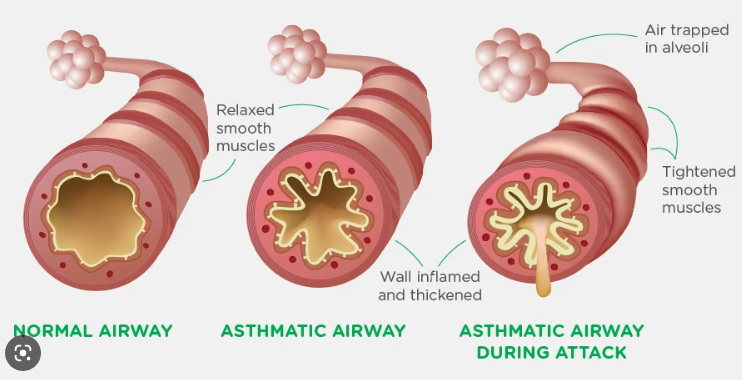 Air trapped
in alveoli
Relaxed
smooth
muscles
Tightened
smooth
muscles
Wall inflamed
and thickened
NORMAL AIRWAY
ASTHMATIC AIRWAY
ASTHMATIC AIRWAY
DURING ATTACK